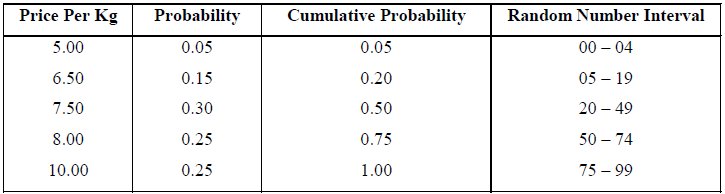 Price Per Kg Probability Cumulative Probability Random Number Interval
5.00 0.05 0.05 00 – 04
6.50 0.15 0.20 05 – 19
7.50 0.30 0.50 20 – 49
8.00 0.25 0.75 50 – 74
10.00 0.25 1.00 75 – 99